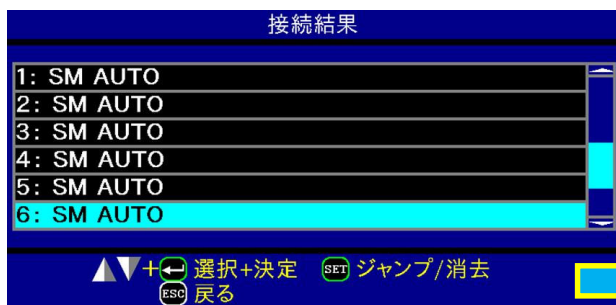 接続結果
1: SM AUTO
2: SM AUTO
3: SM AUTO
4: SM AUTO
5: SM AUTO
6: SM AUTO
+ 選択+決定 SET ジャンプ/消去
ESC 戻る